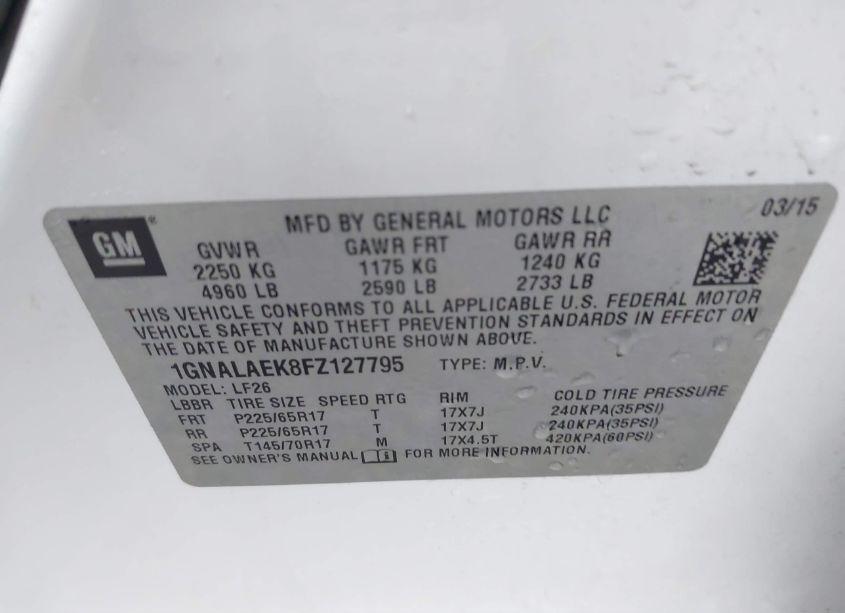 GM
MFD BY GENERAL MOTORS LLC 03/15
GVWR GAWR FRT GAWR RR
2250 KG 1175 KG 1240 KG
4960 LB 2590 LB 2733 LB
THIS VEHICLE CONFORMS TO ALL APPLICABLE U.S. FEDERAL MOTOR
VEHICLE SAFETY AND THEFT PREVENTION STANDARDS IN EFFECT ON
THE DATE OF MANUFACTURE SHOWN ABOVE.
1GNALAEK8FZ127795 TYPE: M.P.V.
MODEL: LF26
LBBR TIRE SIZE SPEED RTG RIM COLD TIRE PRESSURE
FRT P225/65R17 T 17X7J 240KPA(35PSI)
RR P225/65R17 T 17X7J 240KPA(35PSI)
SPA T145/70R17 M 17X4.5T 420KPA(60PSI)
SEE OWNER'S MANUAL FOR MORE INFORMATION.